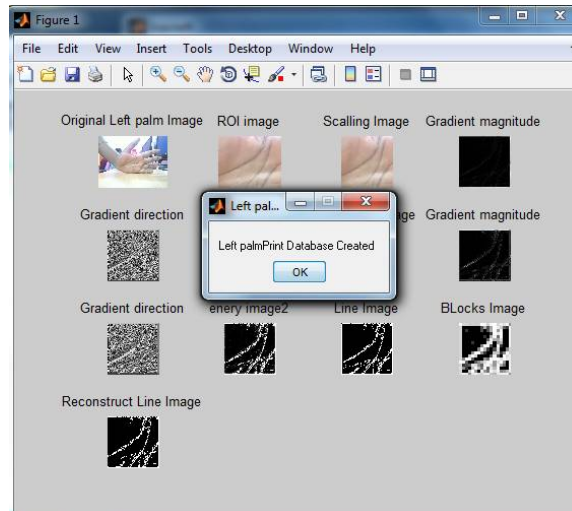 Figure 1
File Edit View Insert Tools Desktop Window Help
Original Left palm Image ROI image Scalling Image Gradient magnitude
Left pal...
Gradient direction Gradient magnitude
Left palmPrint Database Created
OK
Gradient direction enery image2 Line Image BLocks Image
Reconstruct Line Image